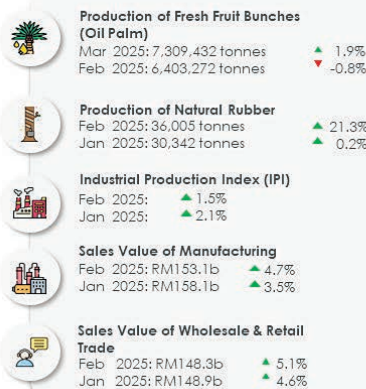 Production of Fresh Fruit Bunches
(Oil Palm)
Mar 2025: 7,309,432 tonnes ▲ 1.9%
Feb 2025: 6,403,272 tonnes ▼ -0.8%
Production of Natural Rubber
Feb 2025: 36,005 tonnes ▲ 21.3%
Jan 2025: 30,342 tonnes ▲ 0.2%
Industrial Production Index (IPI)
Feb 2025: ▲ 1.5%
Jan 2025: ▲ 2.1%
Sales Value of Manufacturing
Feb 2025: RM153.1b ▲ 4.7%
Jan 2025: RM158.1b ▲ 3.5%
Sales Value of Wholesale & Retail
Trade
Feb 2025: RM148.3b ▲ 5.1%
Jan 2025: RM148.9b ▲ 4.6%